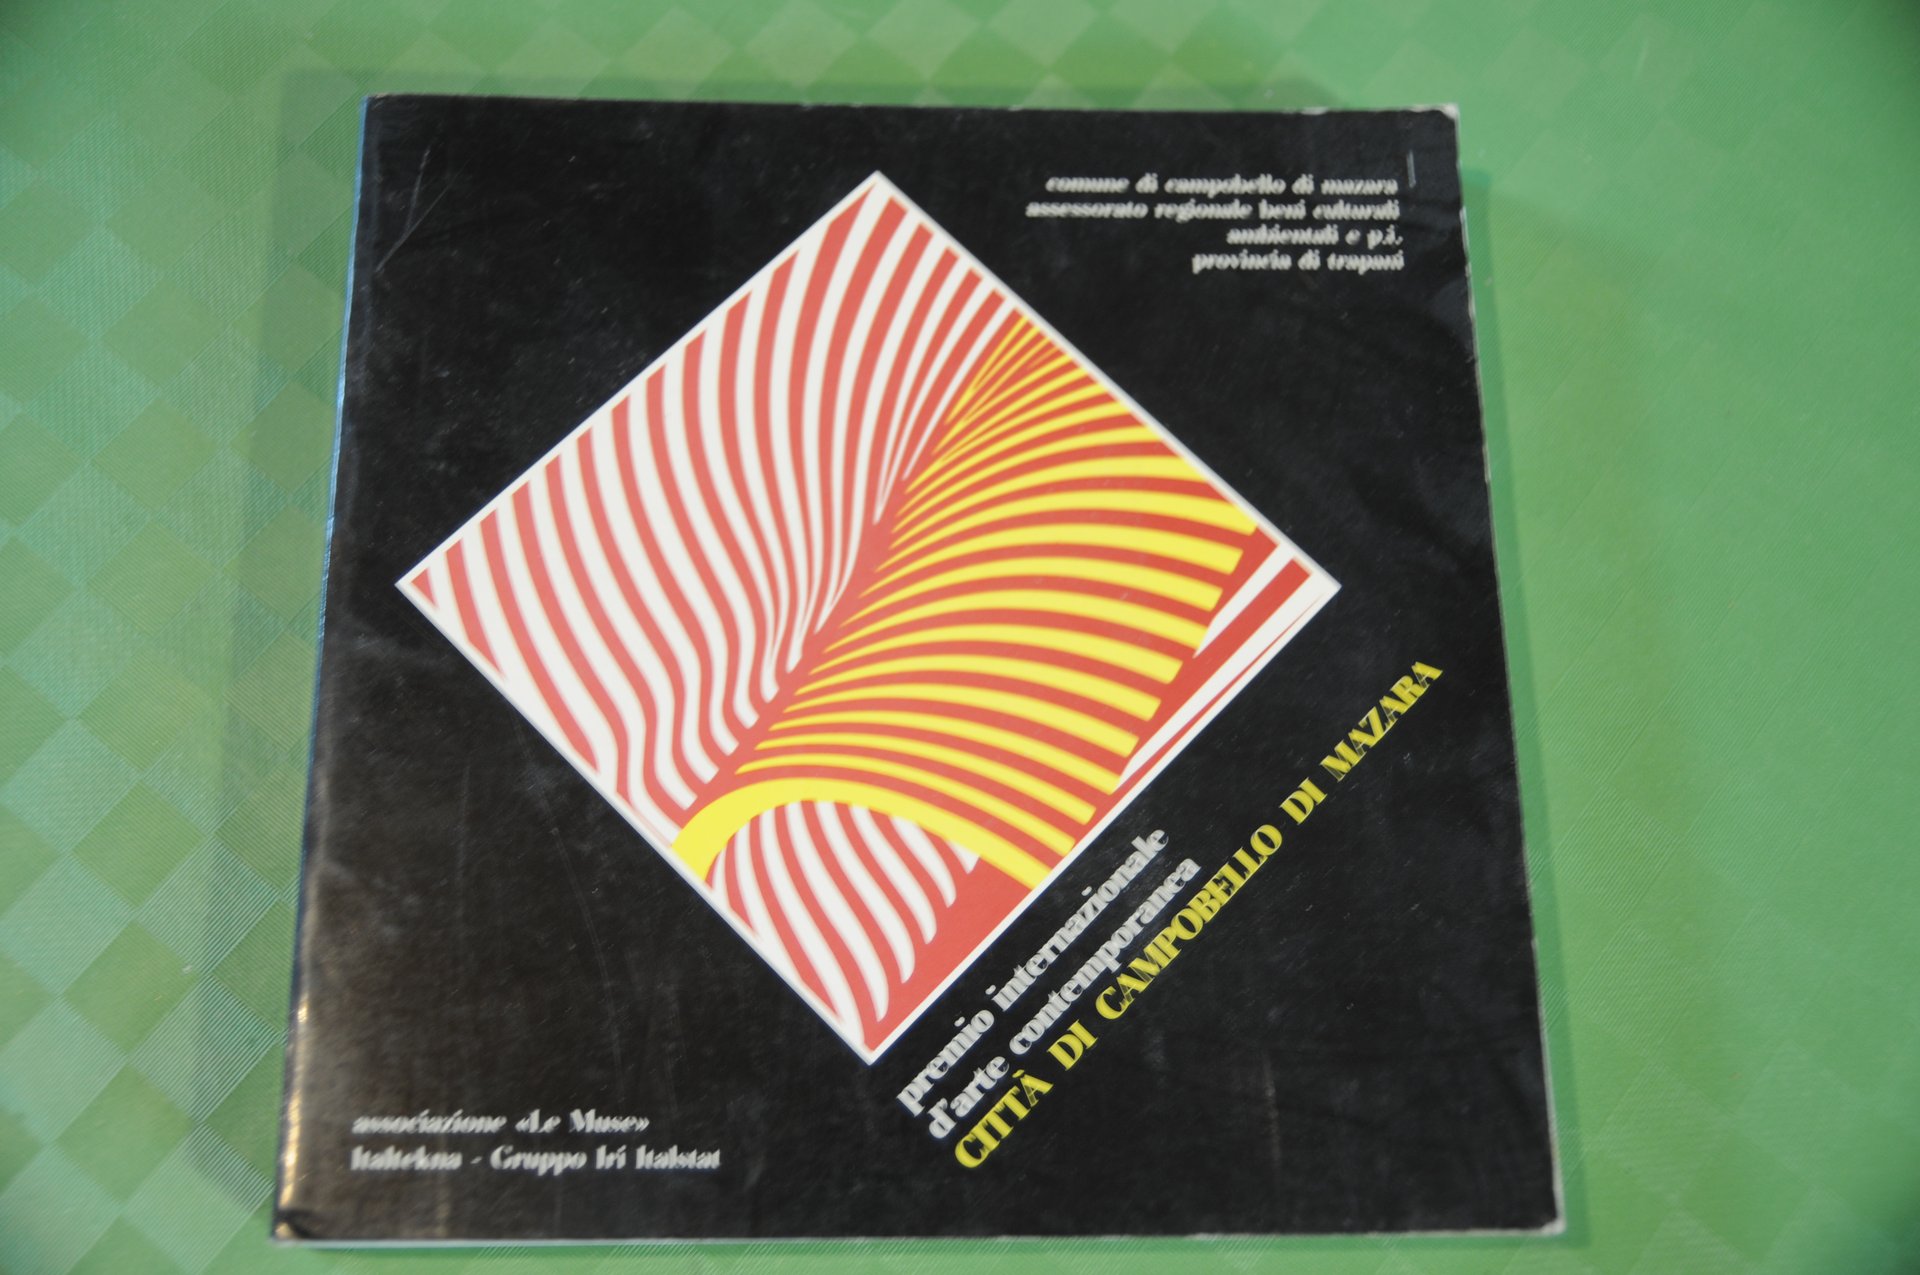 comune di campobello di mazara
assessorato regionale beni culturali
ambientali e p.i.
provincia di trapani
premio internazionale
d'arte contemporanea
CITTÀ DI CAMPOBELLO DI MAZARA
associazione «Le Muse»
Italtekna - Gruppo Iri Italstat